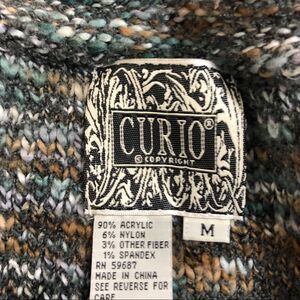 CURIO®
© COPYRIGHT
M
90% ACRYLIC
6% NYLON
3% OTHER FIBER
1% SPANDEX
RN 59687
MADE IN CHINA
SEE REVERSE FOR
CARE